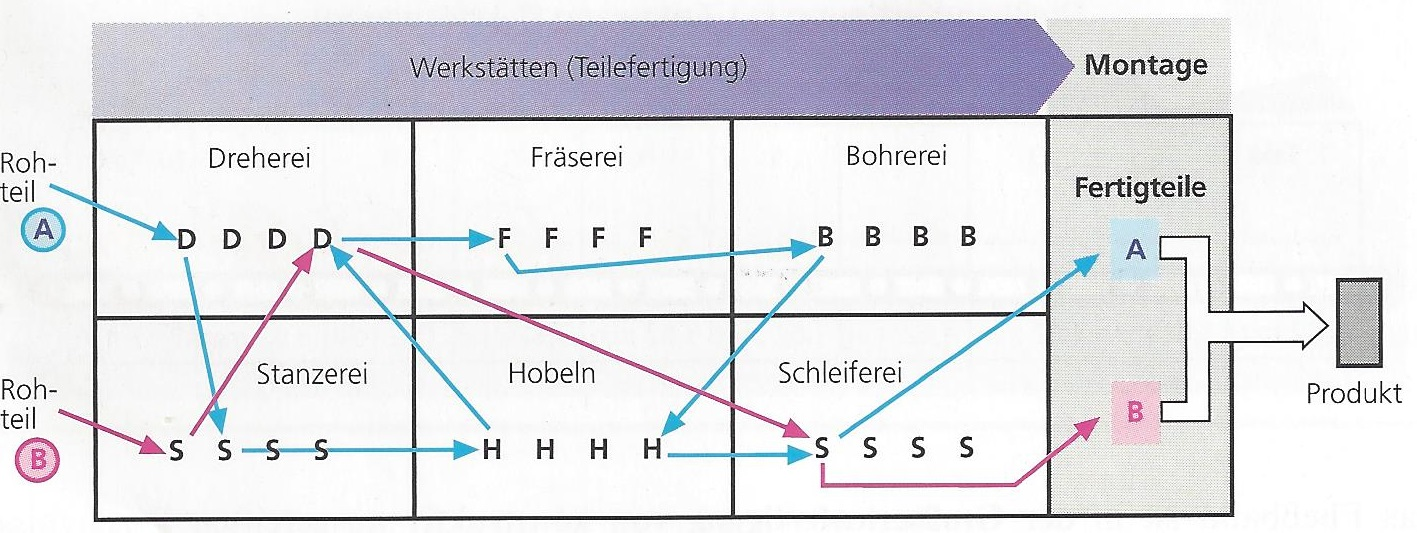 Werkstätten (Teilefertigung)
Montage
Dreherei
Fräserei
Bohrerei
Fertigteile
Roh-
teil
A
D D D D
F F F F
B B B B
A
Stanzerei
Hobeln
Schleiferei
Roh-
teil
B
S S S S
H H H H
S S S S
B
Produkt